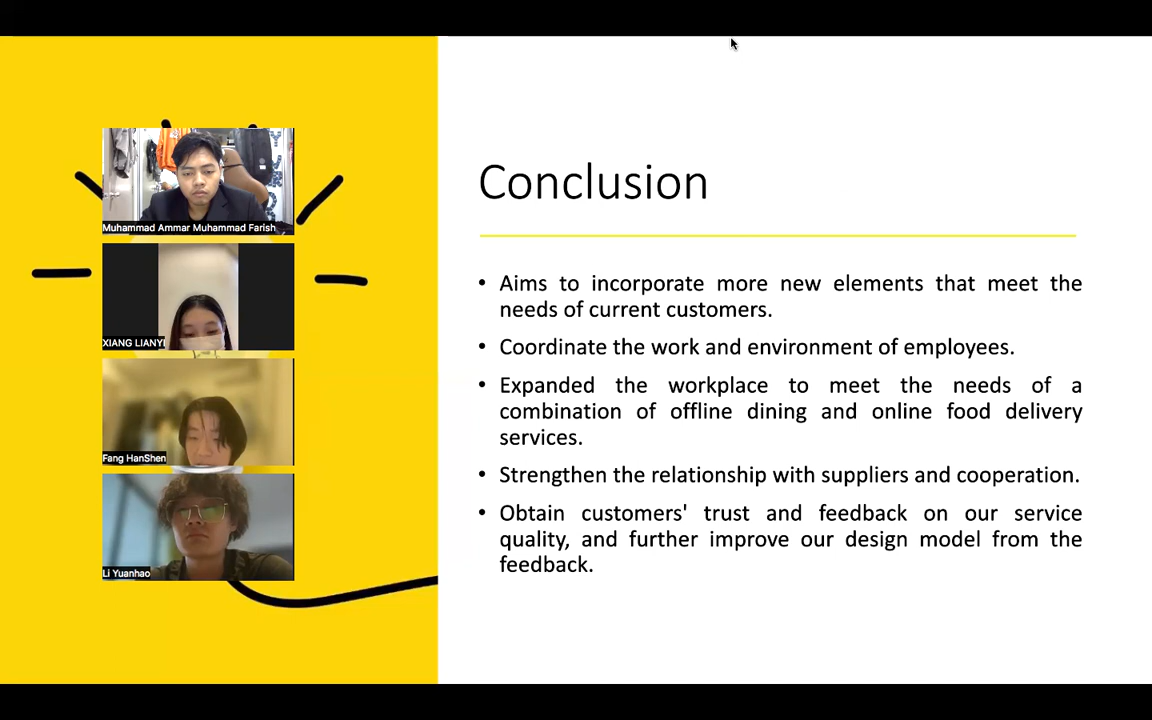 Muhammad Ammar Muhammad Farish
XIANG LIANYI
Fang HanShen
Li Yuanhao
Conclusion
• Aims to incorporate more new elements that meet the
needs of current customers.
• Coordinate the work and environment of employees.
• Expanded the workplace to meet the needs of a
combination of offline dining and online food delivery
services.
• Strengthen the relationship with suppliers and cooperation.
• Obtain customers' trust and feedback on our service
quality, and further improve our design model from the
feedback.